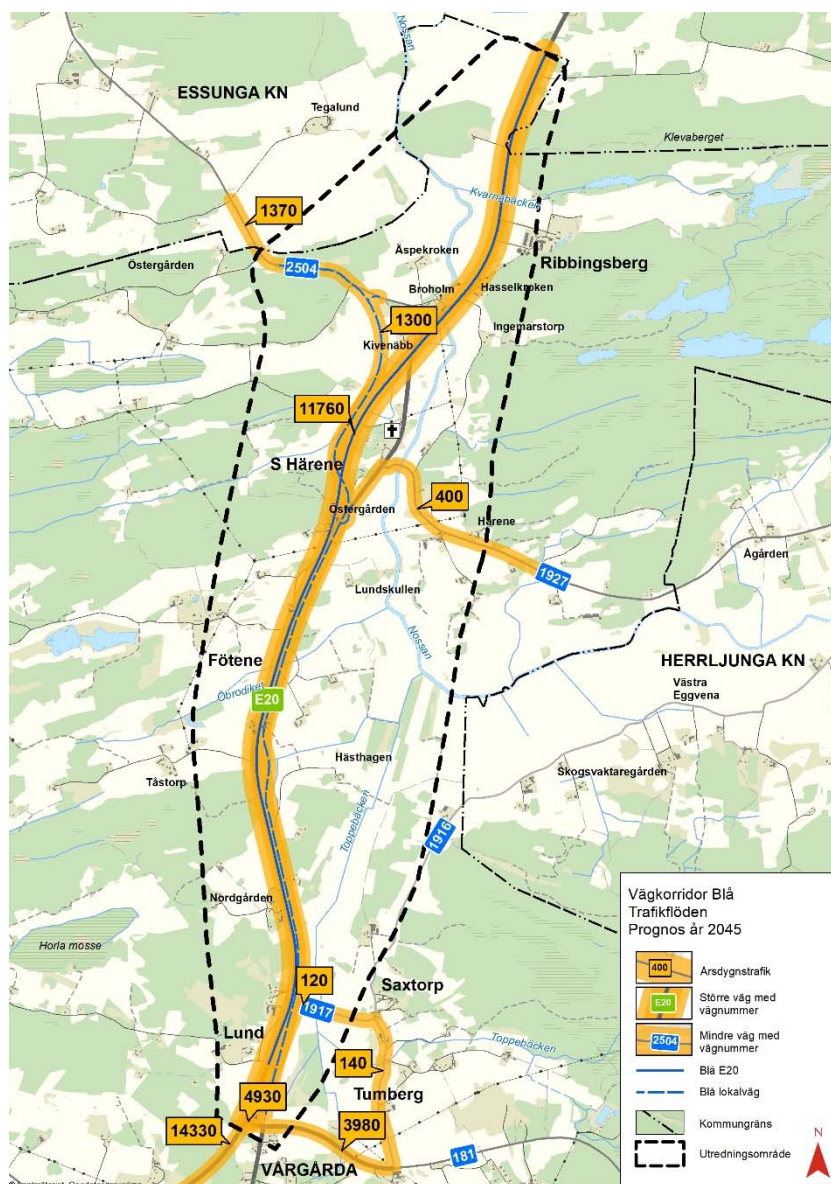 Nossan
ESSUNGA KN
Tegalund
Klevaberget
Kvarnabäcken
1370
Östergården
2504
Äspekroken
Ribbingsberg
Broholm
Hasselkroken
1300
Ingemarstorp
Kivenäbb
11760
S Härene
400
Östergården
Härene
1927
Ågården
Lundskullen
Nossan
Fötene
HERRLJUNGA KN
Västra
Eggvena
Öbrodiket
E20
Hästhagen
Tåstorp
Skogsvaktaregården
Toppebäcken
1916
Nordgården
Horla mosse
120
Saxtorp
1917
Lund
Toppebäcken
140
Tumberg
4930
14330
3980
181
VÅRGÅRDA
Vägkorridor Blå
Trafikflöden
Prognos år 2045
400
Årsdygnstrafik
E20
Större väg med
vägnummer
2504
Mindre väg med
vägnummer
Blå E20
Blå lokalväg
Kommungräns
Utredningsområde
N